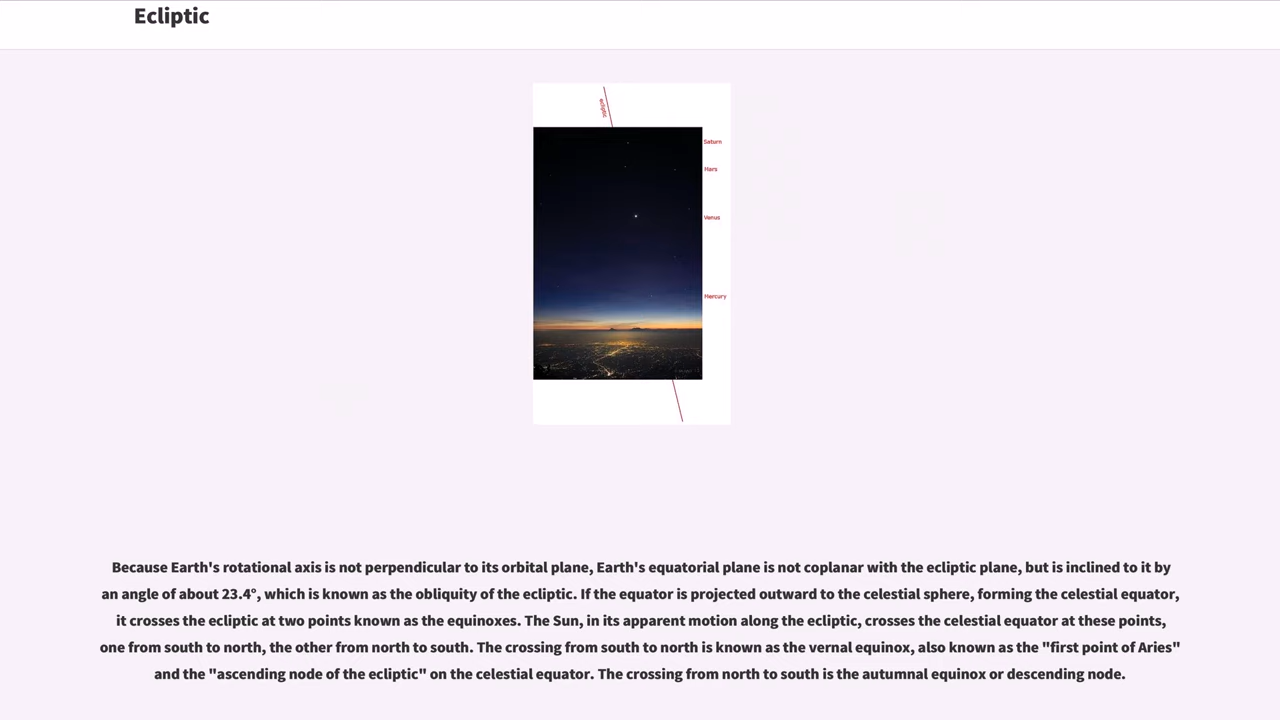 Ecliptic
ecliptic
Saturn
Mars
Venus
Mercury
Because Earth's rotational axis is not perpendicular to its orbital plane, Earth's equatorial plane is not coplanar with the ecliptic plane, but is inclined to it by
an angle of about 23.4°, which is known as the obliquity of the ecliptic. If the equator is projected outward to the celestial sphere, forming the celestial equator,
it crosses the ecliptic at two points known as the equinoxes. The Sun, in its apparent motion along the ecliptic, crosses the celestial equator at these points,
one from south to north, the other from north to south. The crossing from south to north is known as the vernal equinox, also known as the "first point of Aries"
and the "ascending node of the ecliptic" on the celestial equator. The crossing from north to south is the autumnal equinox or descending node.